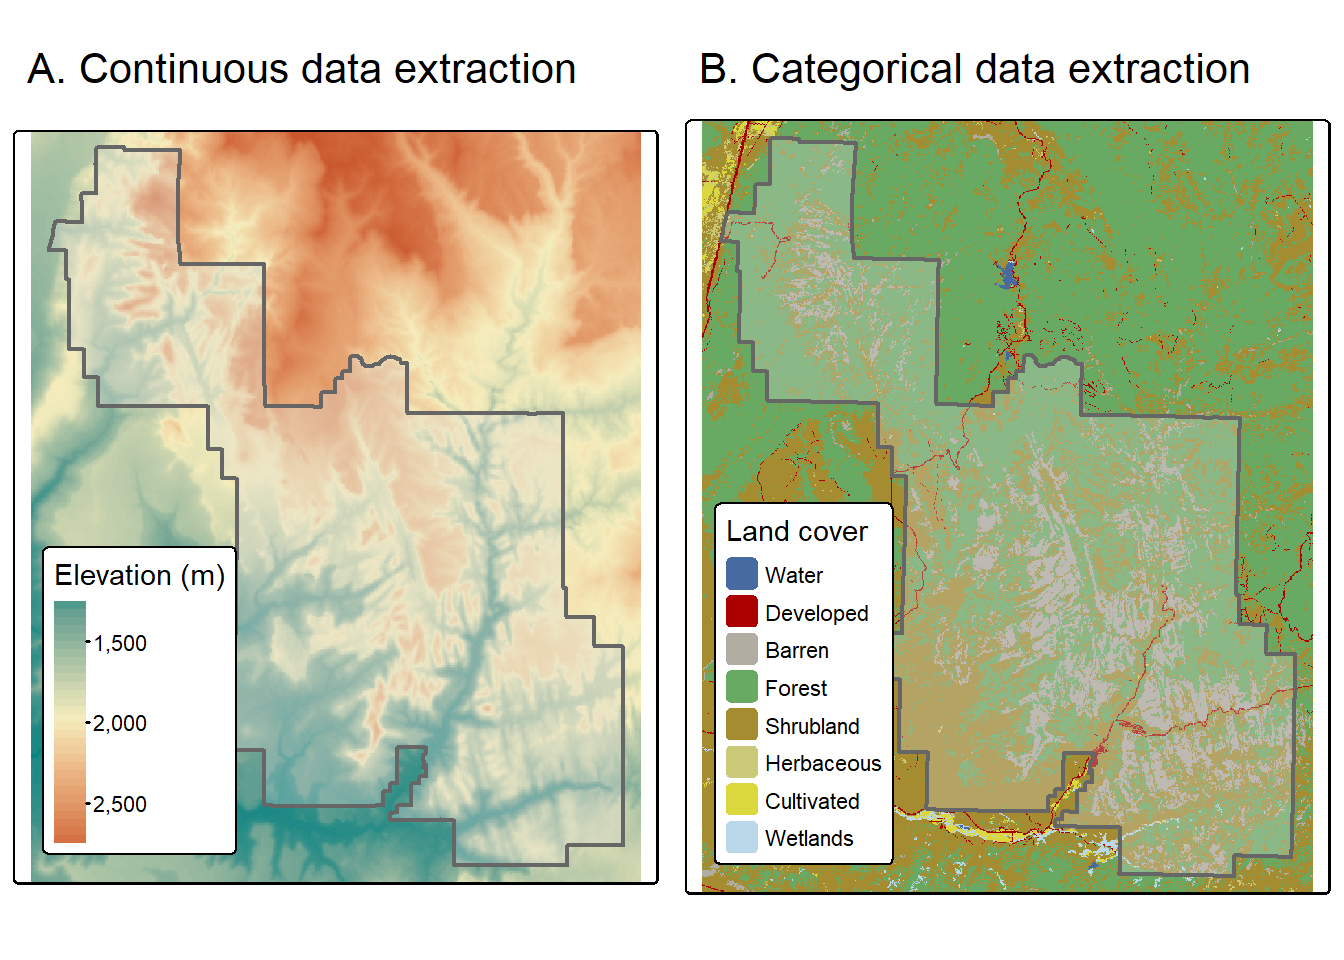 A. Continuous data extraction
B. Categorical data extraction
Elevation (m)
1,500
2,000
2,500
Land cover
Water
Developed
Barren
Forest
Shrubland
Herbaceous
Cultivated
Wetlands